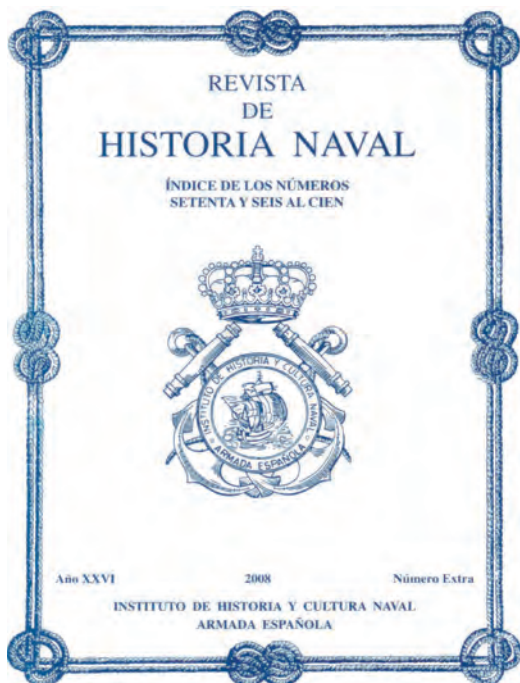 REVISTA
DE
HISTORIA NAVAL
ÍNDICE DE LOS NÚMEROS
SETENTA Y SEIS AL CIEN
INSTITUTO DE HISTORIA Y CULTURA NAVAL
ARMADA ESPAÑOLA
Año XXVI 2008 Número Extra
INSTITUTO DE HISTORIA Y CULTURA NAVAL
ARMADA ESPAÑOLA